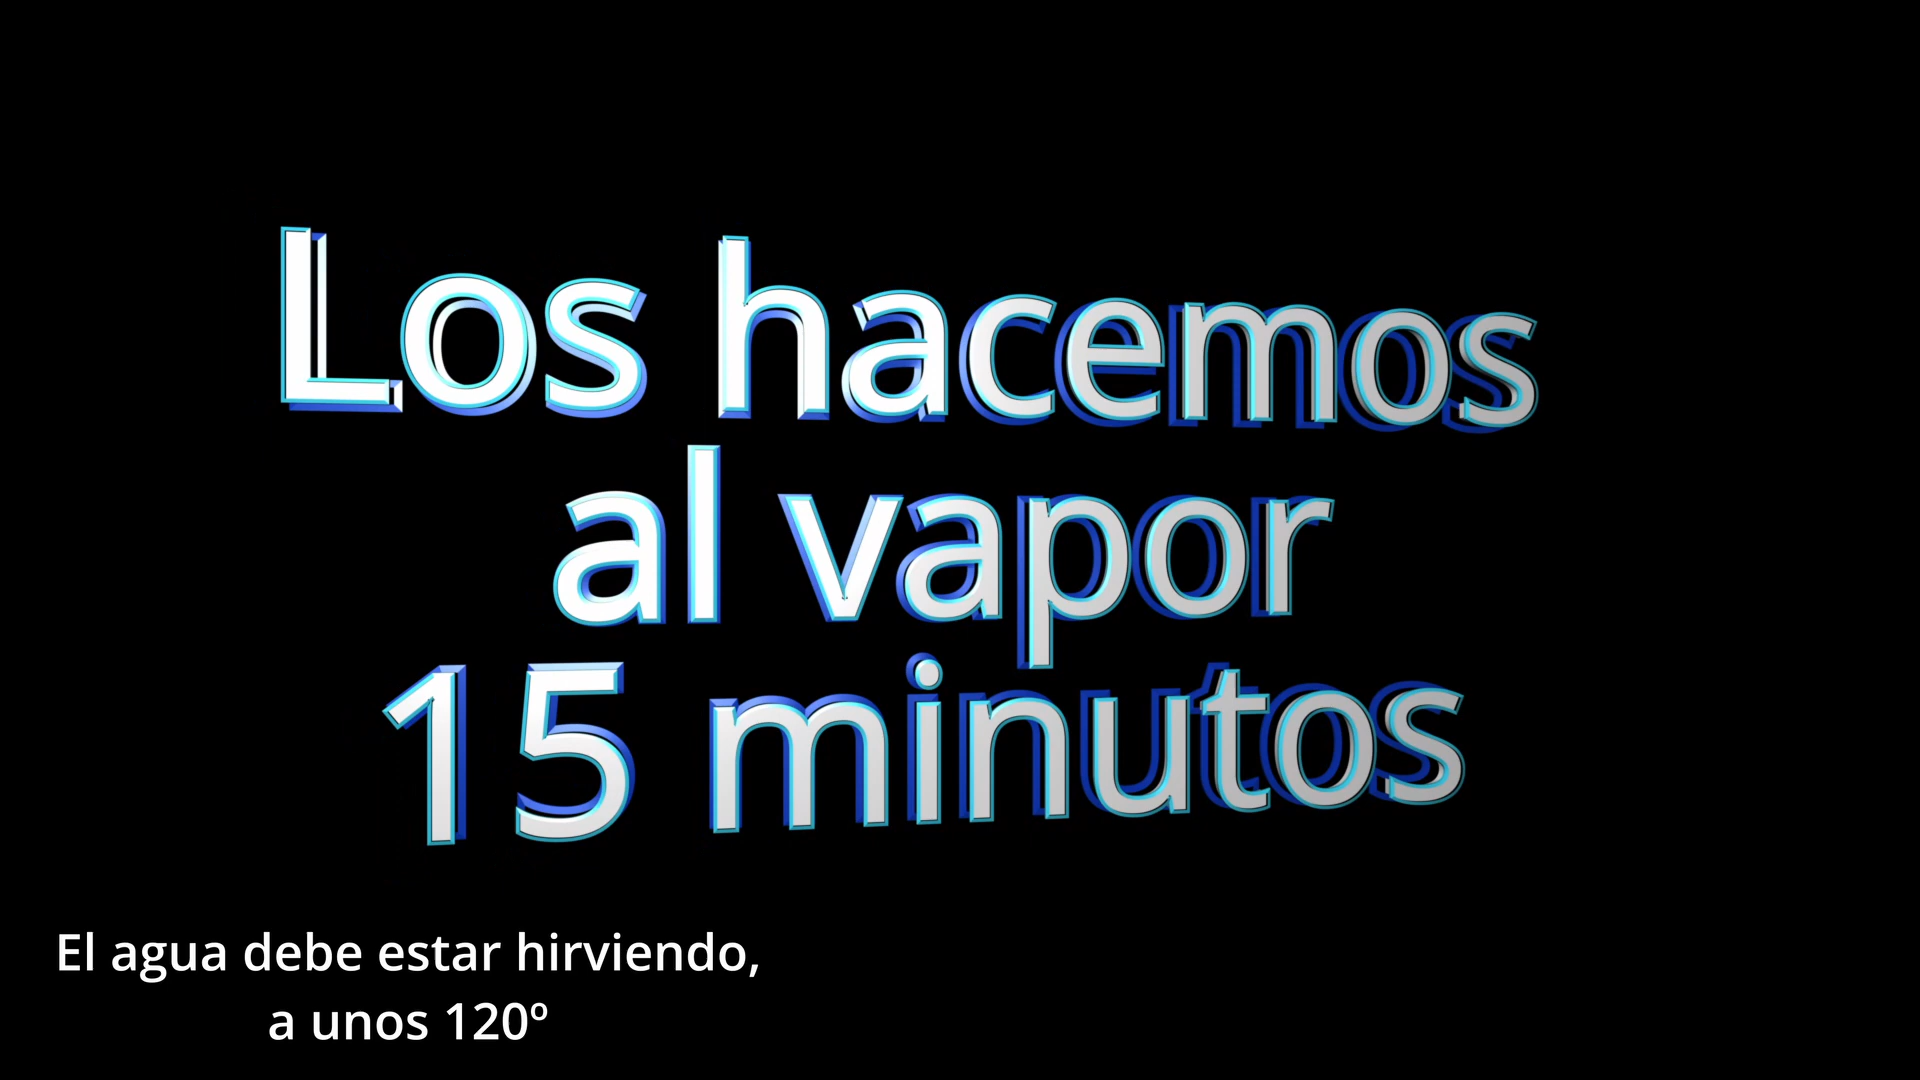 Los hacemos
al vapor
15 minutos
El agua debe estar hirviendo,
a unos 120º